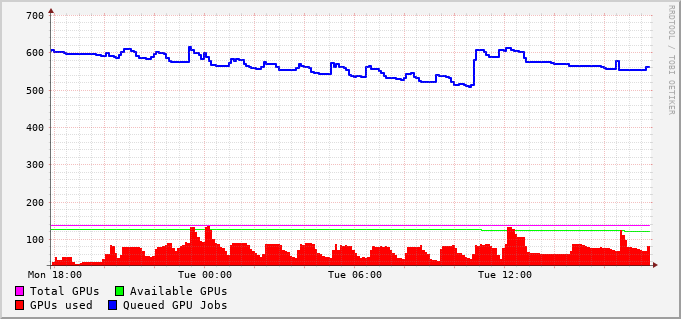 700
600
500
400
300
200
100
Mon 18:00 Tue 00:00 Tue 06:00 Tue 12:00
Total GPUs Available GPUs
GPUs used Queued GPU Jobs
RRDTOOL / TOBI OETIKER